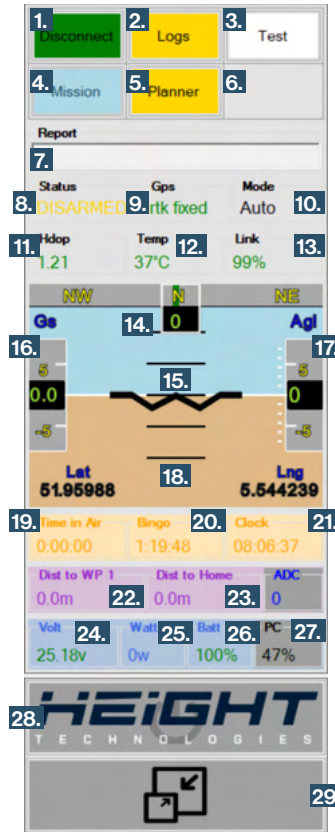 1. Disconnect 2. Logs 3. Test
4. Mission 5. Planner 6.
Report
7.
Status Gps Mode
8. DISARMED 9. rtk fixed Auto 10.
11. Hdop Temp 12. Link 13.
1.21 37°C 99%
NW N NE
Gs 14. 0 Agl
16. 17.
5 15. 5
0.0 0
-5 -5
18.
Lat Lng
51.95988 5.544239
19. Time in Air Bingo 20. Clock 21.
0:00:00 1:19:48 08:06:37
Dist to WP 1 Dist to Home ADC
0.0m 22. 0.0m 23. 0
Volt 24. Watt 25. Batt 26. PC 27.
25.18v 0w 100% 47%
28. HEiGHT
TECHNOLOGIES
29